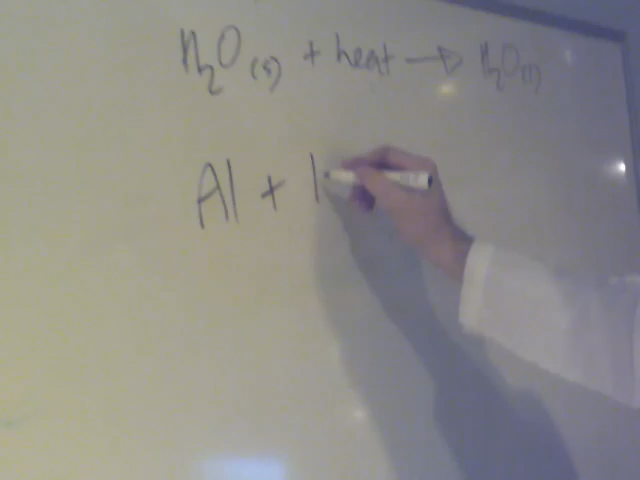 H₂O (s) + heat → H₂O (l)
Al + I